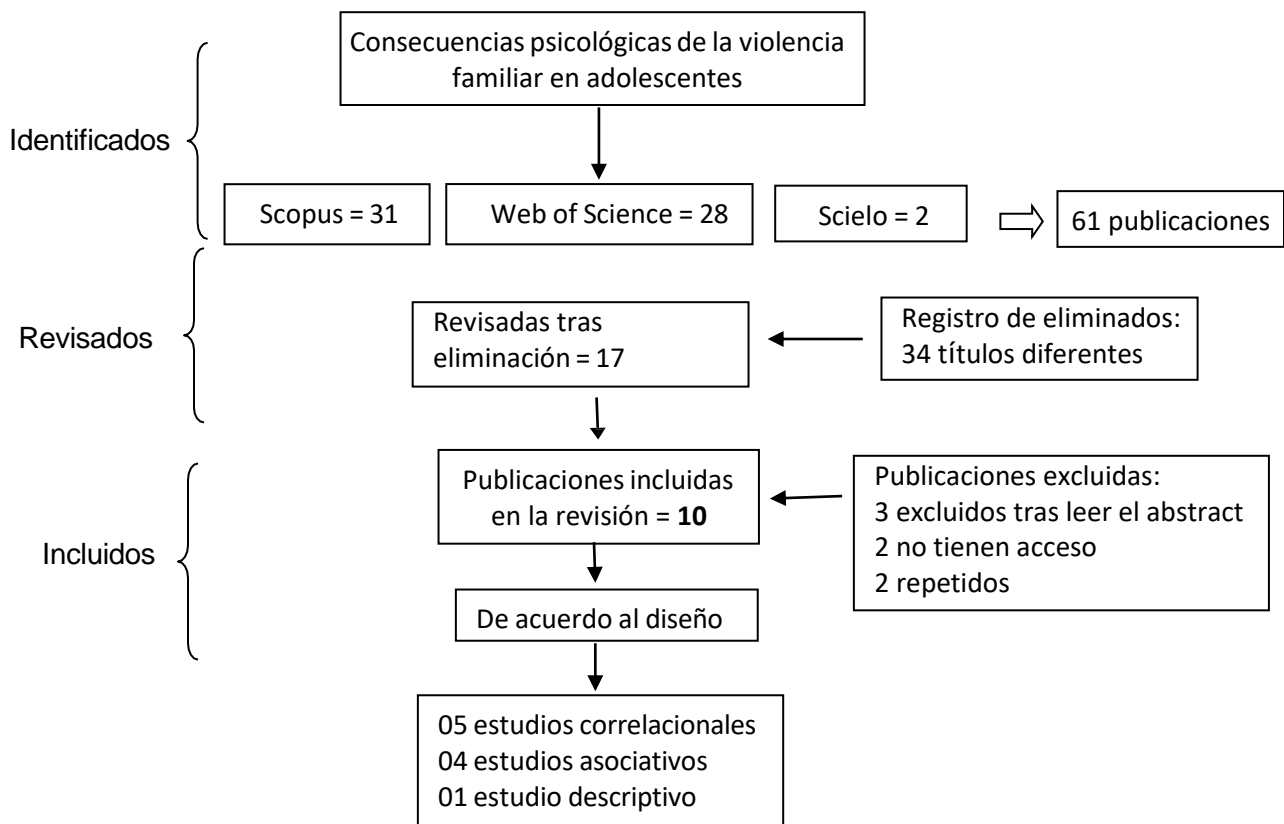 Consecuencias psicológicas de la violencia
familiar en adolescentes
Identificados
Scopus = 31
Web of Science = 28
Scielo = 2
61 publicaciones
Revisados
Revisadas tras
eliminación = 17
Registro de eliminados:
34 títulos diferentes
Incluidos
Publicaciones incluidas
en la revisión = 10
Publicaciones excluidas:
3 excluidos tras leer el abstract
2 no tienen acceso
2 repetidos
De acuerdo al diseño
05 estudios correlacionales
04 estudios asociativos
01 estudio descriptivo